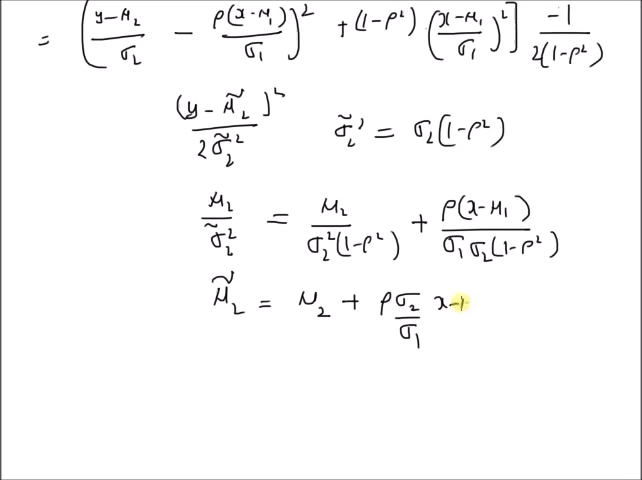 = ( (y-μ₂)/σ₂ - ρ(x-μ₁)/σ₁ )² + (1-ρ²) ( (x-μ₁)/σ₁ )² ] -1/(2(1-ρ²))
(y - μ̃₂)²/(2σ̃₂²) σ̃₂² = σ₂(1-ρ²)
μ₂/σ̃₂² = μ₂/(σ₂²(1-ρ²)) + ρ(x-μ₁)/(σ₁σ₂(1-ρ²))
μ̃₂ = μ₂ + ρ σ₂/σ₁ x-